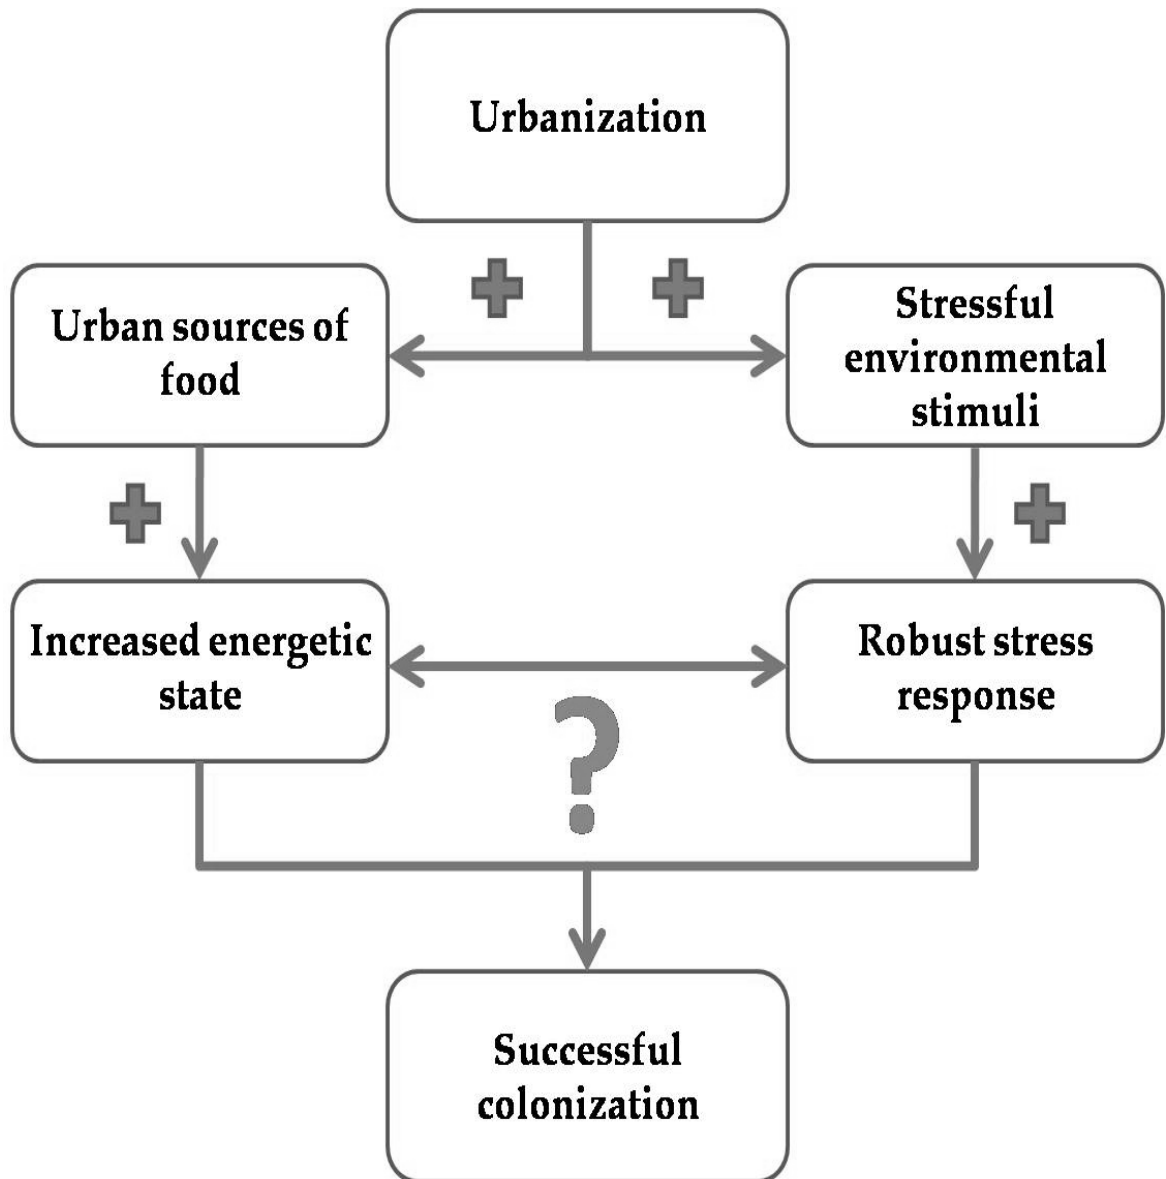 Urbanization
Urban sources of
food
Stressful
environmental
stimuli
Increased energetic
state
Robust stress
response
?
Successful
colonization